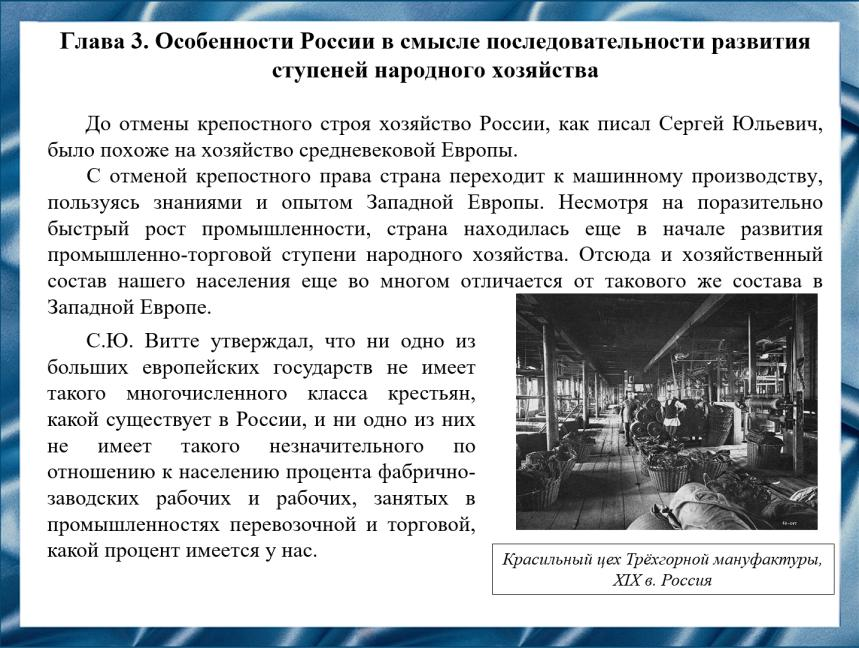 Глава 3. Особенности России в смысле последовательности развития
ступеней народного хозяйства
До отмены крепостного строя хозяйство России, как писал Сергей Юльевич,
было похоже на хозяйство средневековой Европы.
С отменой крепостного права страна переходит к машинному производству,
пользуясь знаниями и опытом Западной Европы. Несмотря на поразительно
быстрый рост промышленности, страна находилась еще в начале развития
промышленно-торговой ступени народного хозяйства. Отсюда и хозяйственный
состав нашего населения еще во многом отличается от такового же состава в
Западной Европе.
С.Ю. Витте утверждал, что ни одно из
больших европейских государств не имеет
такого многочисленного класса крестьян,
какой существует в России, и ни одно из них
не имеет такого незначительного по
отношению к населению процента фабрично-
заводских рабочих и рабочих, занятых в
промышленностях перевозочной и торговой,
какой процент имеется у нас.
Красильный цех Трёхгорной мануфактуры,
XIX в. Россия